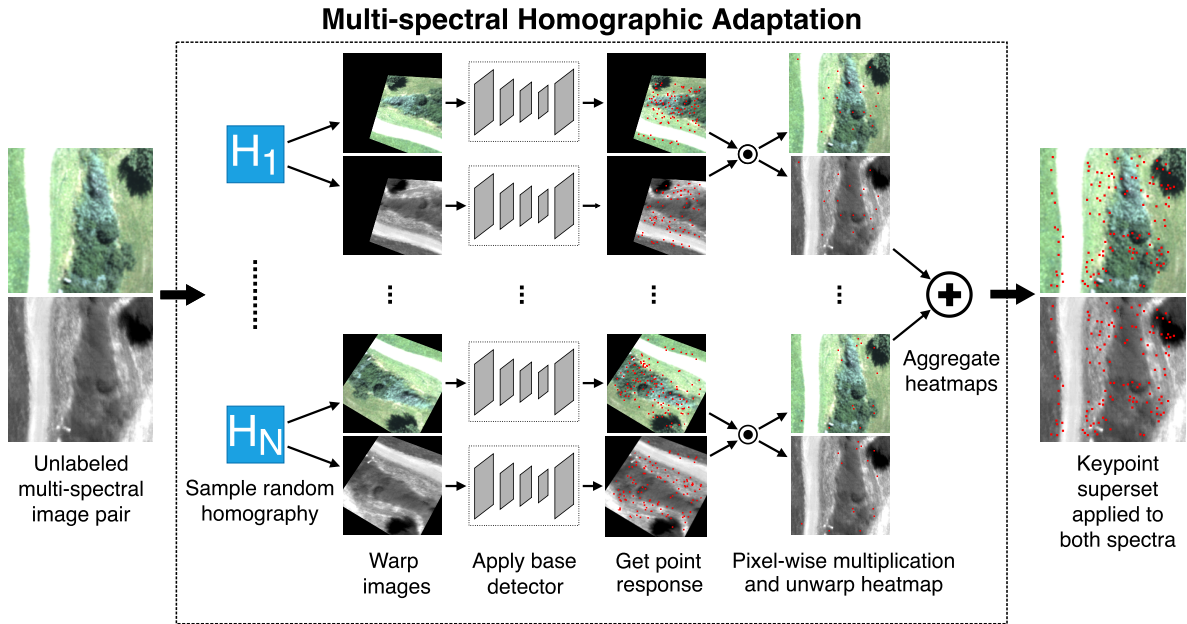 Multi-spectral Homographic Adaptation
H1
HN
Unlabeled
multi-spectral
image pair
Sample random
homography
Warp
images
Apply base
detector
Get point
response
Pixel-wise multiplication
and unwarp heatmap
Aggregate
heatmaps
Keypoint
superset
applied to
both spectra